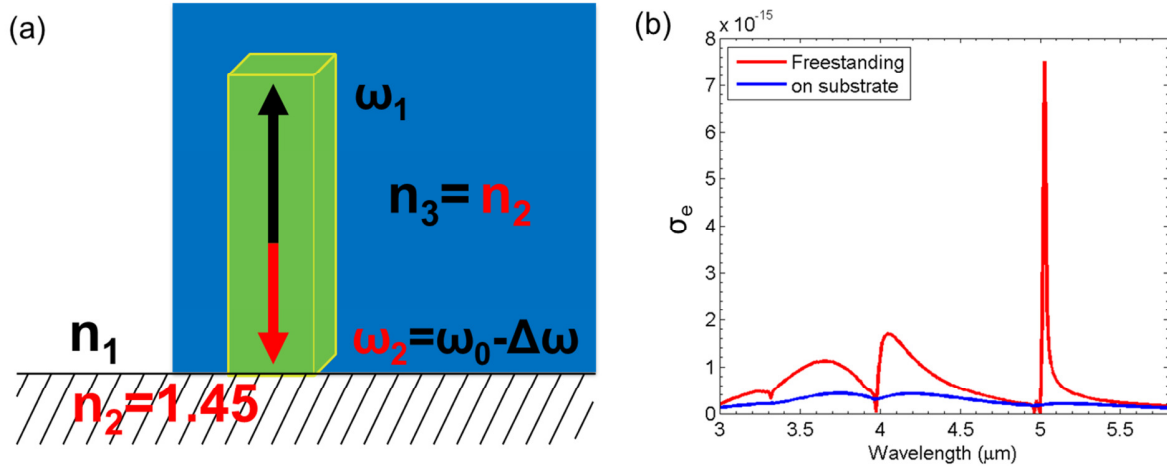 (a)
ω₁
n₃= n₂
n₁
ω₂=ω₀-Δω
n₂=1.45
(b)
x 10⁻¹⁵
8
7
6
5
4
3
2
1
0
Freestanding
on substrate
σₑ
3
3.5
4
4.5
5
5.5
Wavelength (μm)